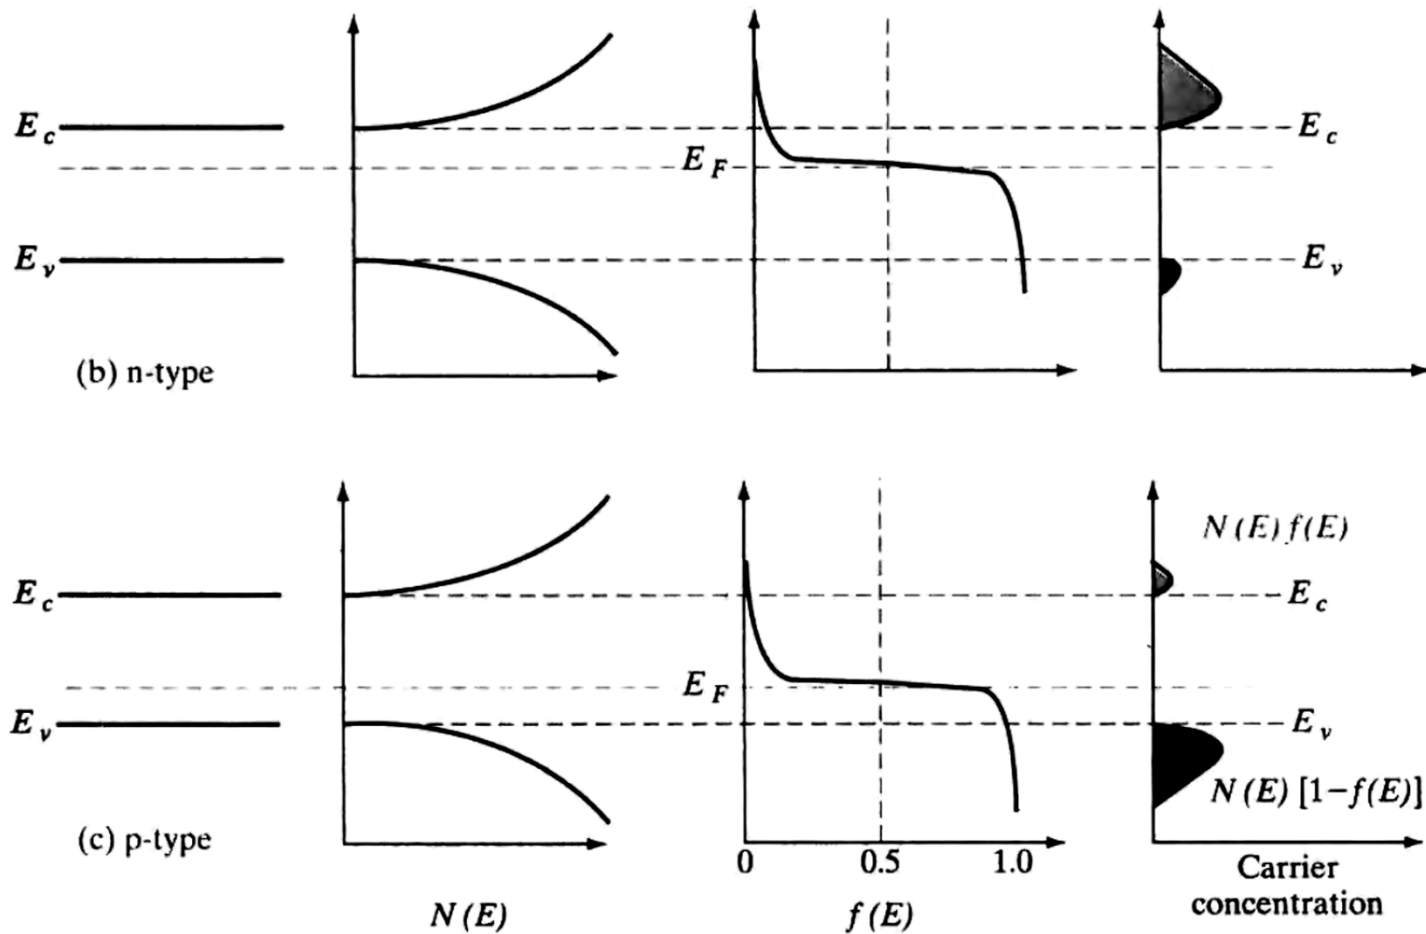 E_c
E_c
E_F
E_v
E_v
(b) n-type
N(E) f(E)
E_c
E_c
E_F
E_v
E_v
N(E) [1−f(E)]
(c) p-type
0 0.5 1.0
Carrier
concentration
N(E)
f(E)